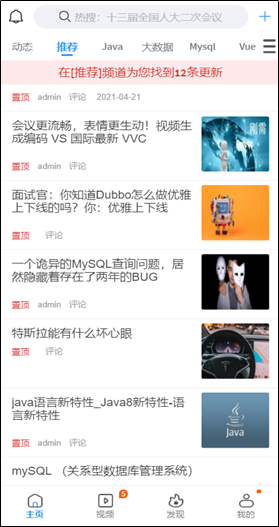 热搜：十三届全国人大二次会议
动态 推荐 Java 大数据 Mysql Vue
在[推荐]频道为您找到12条更新
置顶 admin 评论 2021-04-21
会议更流畅，表情更生动！视频生
成编码 VS 国际最新 VVC
刚需
置顶 admin 评论
面试官：你知道Dubbo怎么做优雅
上下线的吗？你：优雅上下线
置顶 评论
一个诡异的MySQL查询问题，居
然隐藏着存在了两年的BUG
置顶 admin 评论
特斯拉能有什么坏心眼
置顶 评论
java语言新特性_Java8新特性-语
言新特性
Java
置顶 admin 评论
mySQL （关系型数据库管理系统）
5
主页 视频 发现 我的